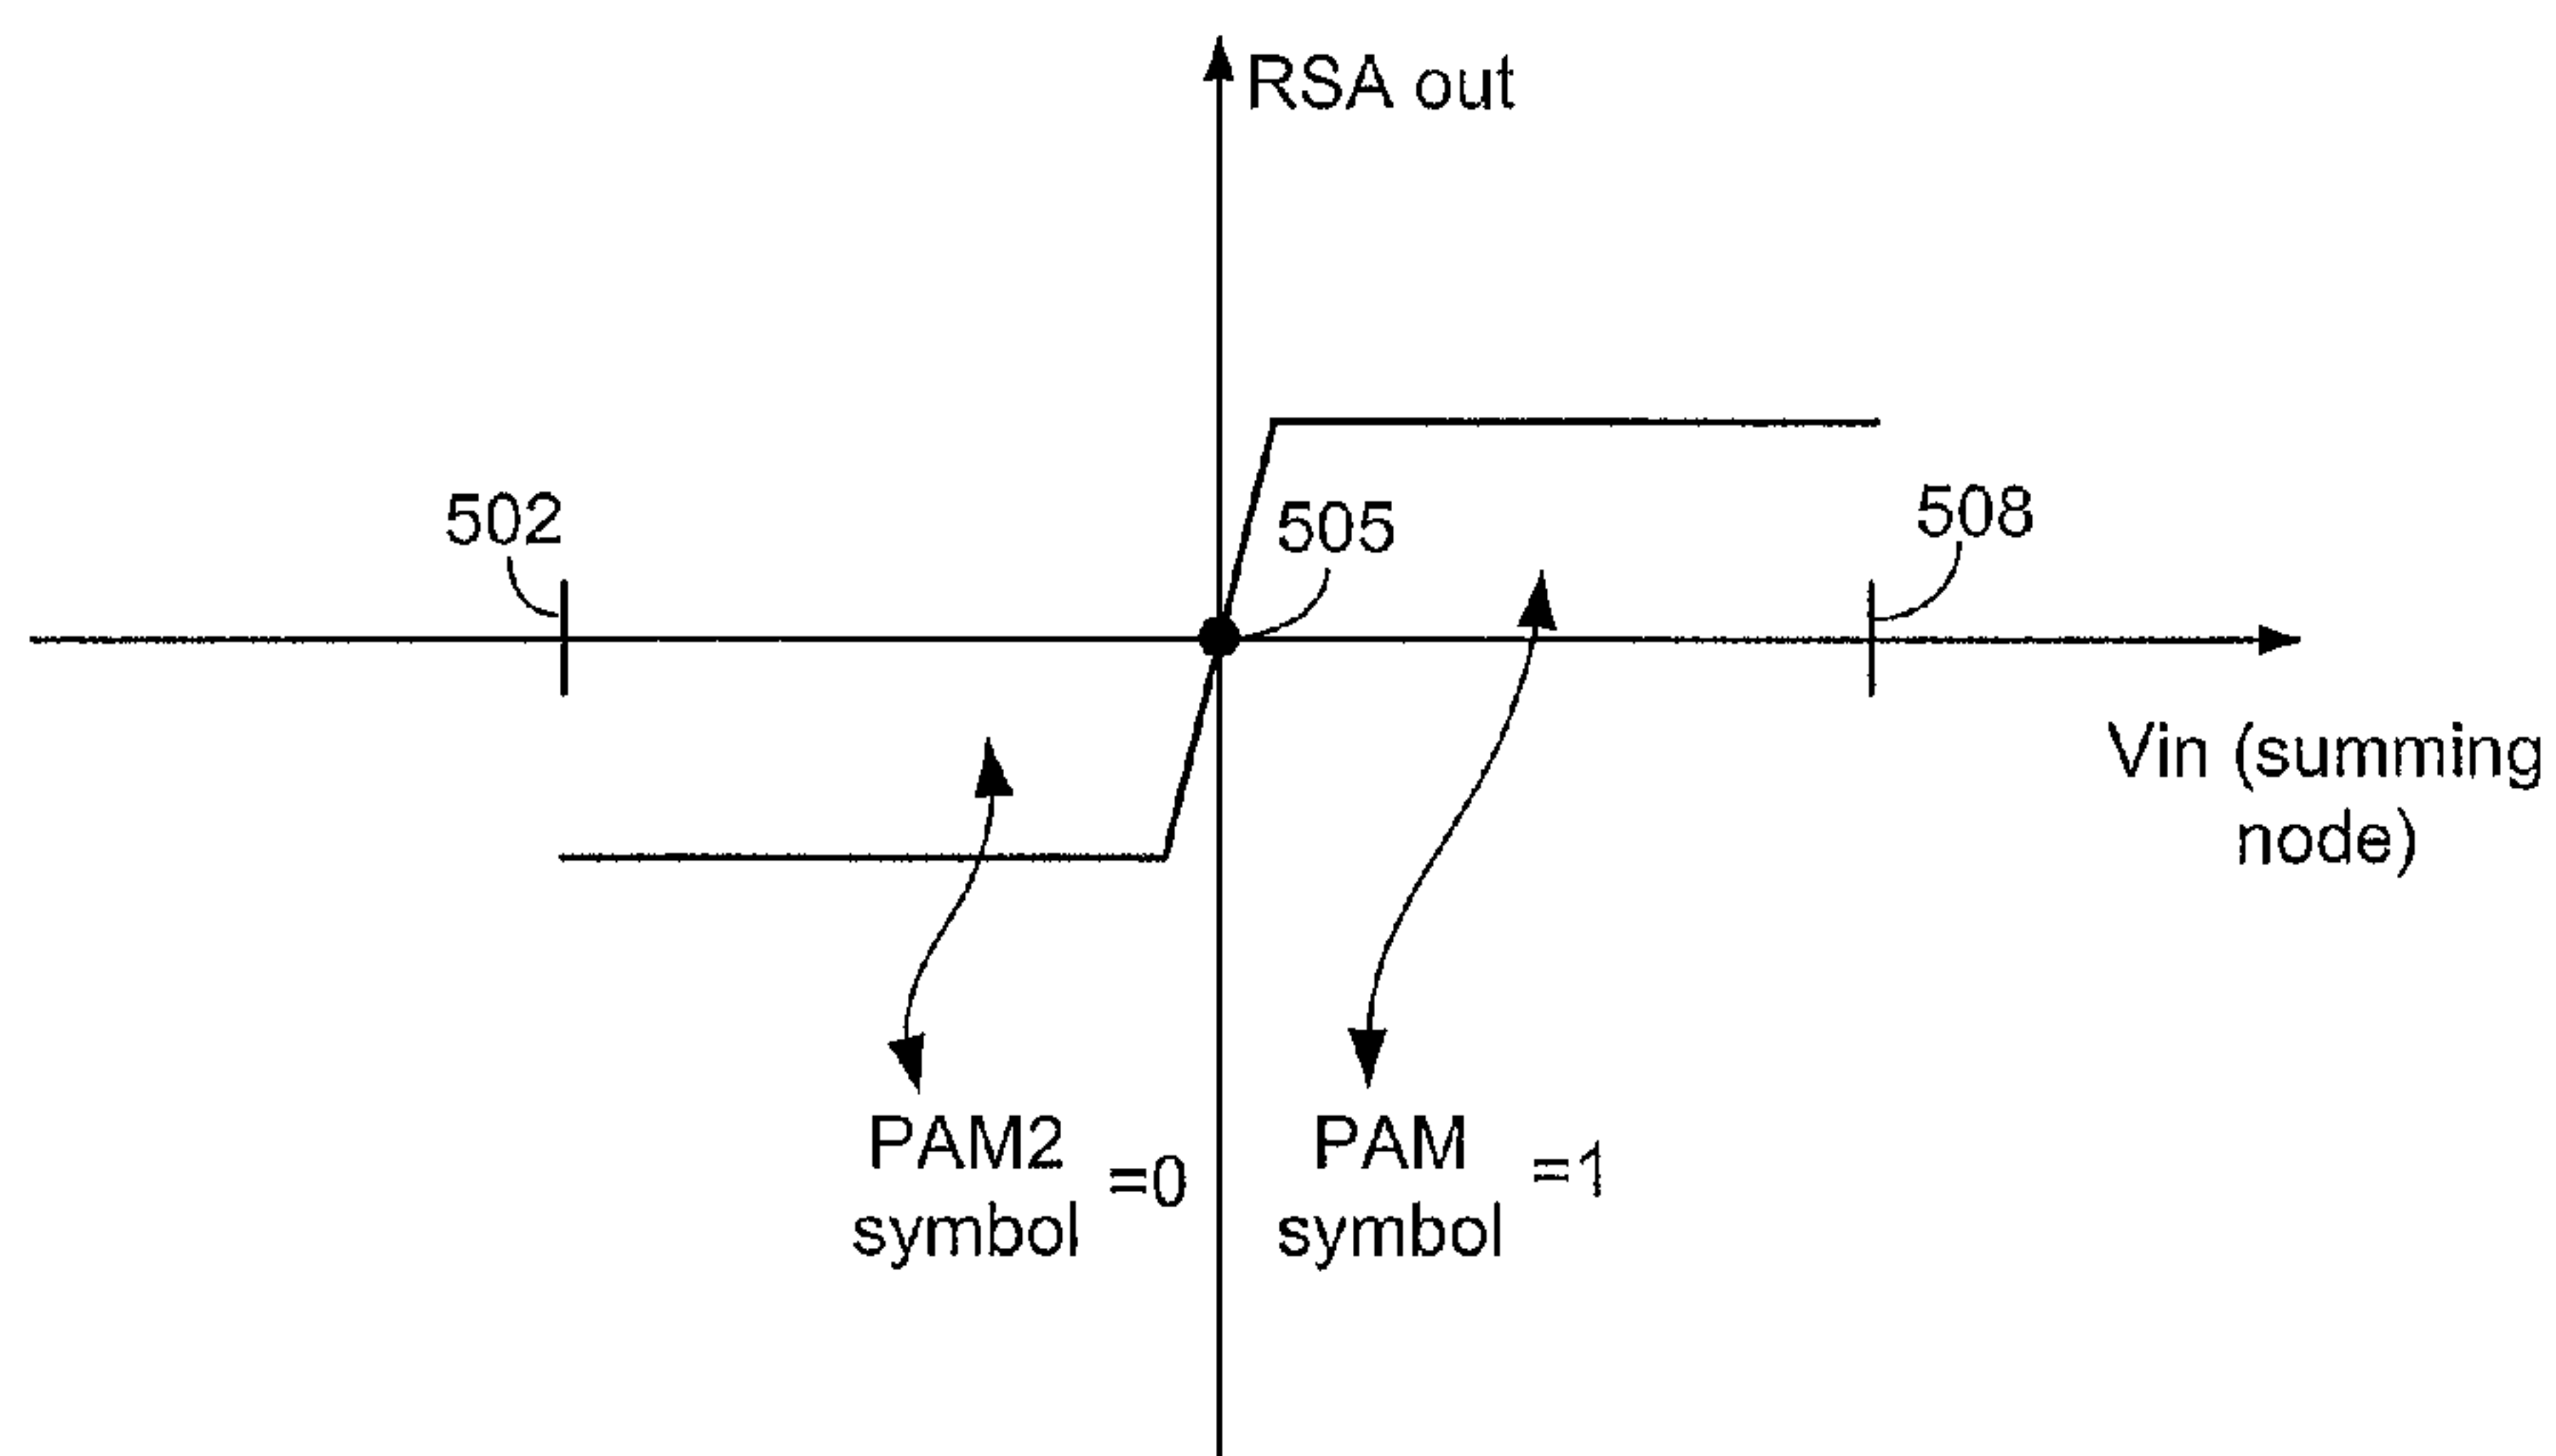 RSA out
502
505
508
Vin (summing
node)
PAM2
symbol =0
PAM
symbol =1